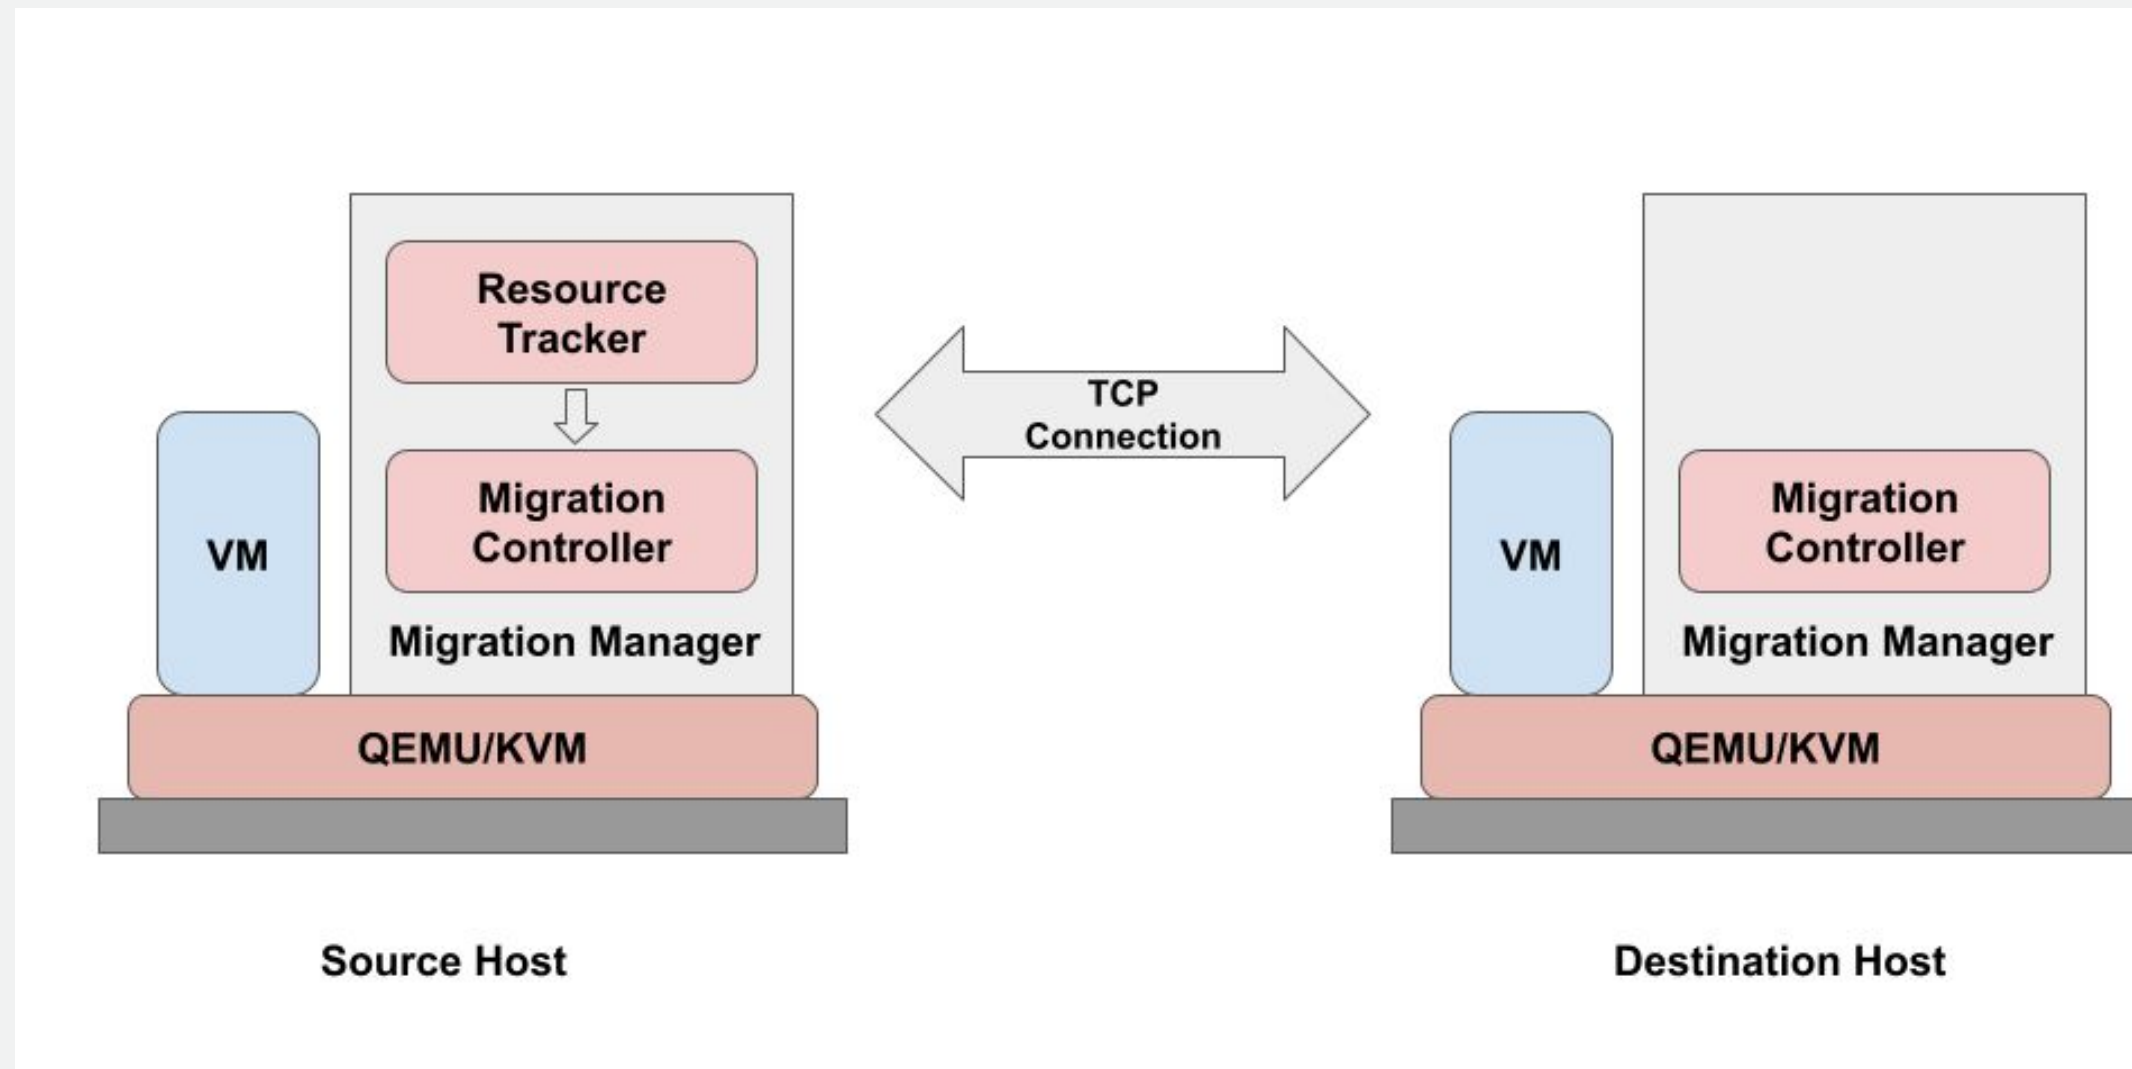 Resource
Tracker
Migration
Controller
VM
Migration Manager
QEMU/KVM
Source Host
TCP
Connection
Migration
Controller
VM
Migration Manager
QEMU/KVM
Destination Host